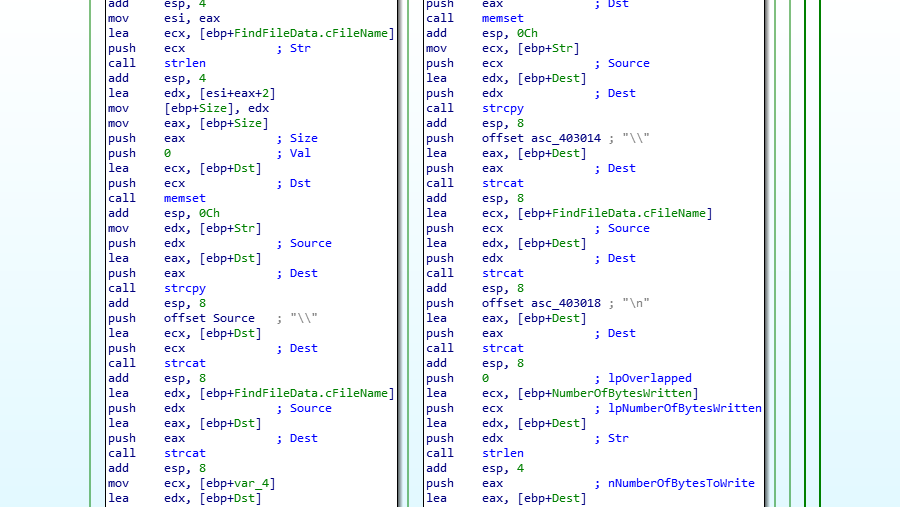 add esp, 4
mov esi, eax
lea ecx, [ebp+FindFileData.cFileName]
push ecx ; Str
call strlen
add esp, 4
lea edx, [esi+eax+2]
mov [ebp+Size], edx
mov eax, [ebp+Size]
push eax ; Size
push 0 ; Val
lea ecx, [ebp+Dst]
push ecx ; Dst
call memset
add esp, 0Ch
mov edx, [ebp+Str]
push edx ; Source
lea eax, [ebp+Dst]
push eax ; Dest
call strcpy
add esp, 8
push offset Source ; "\\"
lea ecx, [ebp+Dst]
push ecx ; Dest
call strcat
add esp, 8
lea edx, [ebp+FindFileData.cFileName]
push edx ; Source
lea eax, [ebp+Dst]
push eax ; Dest
call strcat
add esp, 8
mov ecx, [ebp+var_4]
lea edx, [ebp+Dst]
push eax ; Dst
call memset
add esp, 0Ch
mov ecx, [ebp+Str]
push ecx ; Source
lea edx, [ebp+Dest]
push edx ; Dest
call strcpy
add esp, 8
push offset asc_403014 ; "\\"
lea eax, [ebp+Dest]
push eax ; Dest
call strcat
add esp, 8
lea ecx, [ebp+FindFileData.cFileName]
push ecx ; Source
lea edx, [ebp+Dest]
push edx ; Dest
call strcat
add esp, 8
push offset asc_403018 ; "\n"
lea eax, [ebp+Dest]
push eax ; Dest
call strcat
add esp, 8
push 0 ; lpOverlapped
lea ecx, [ebp+NumberOfBytesWritten]
push ecx ; lpNumberOfBytesWritten
lea edx, [ebp+Dest]
push edx ; Str
call strlen
add esp, 4
push eax ; nNumberOfBytesToWrite
lea eax, [ebp+Dest]